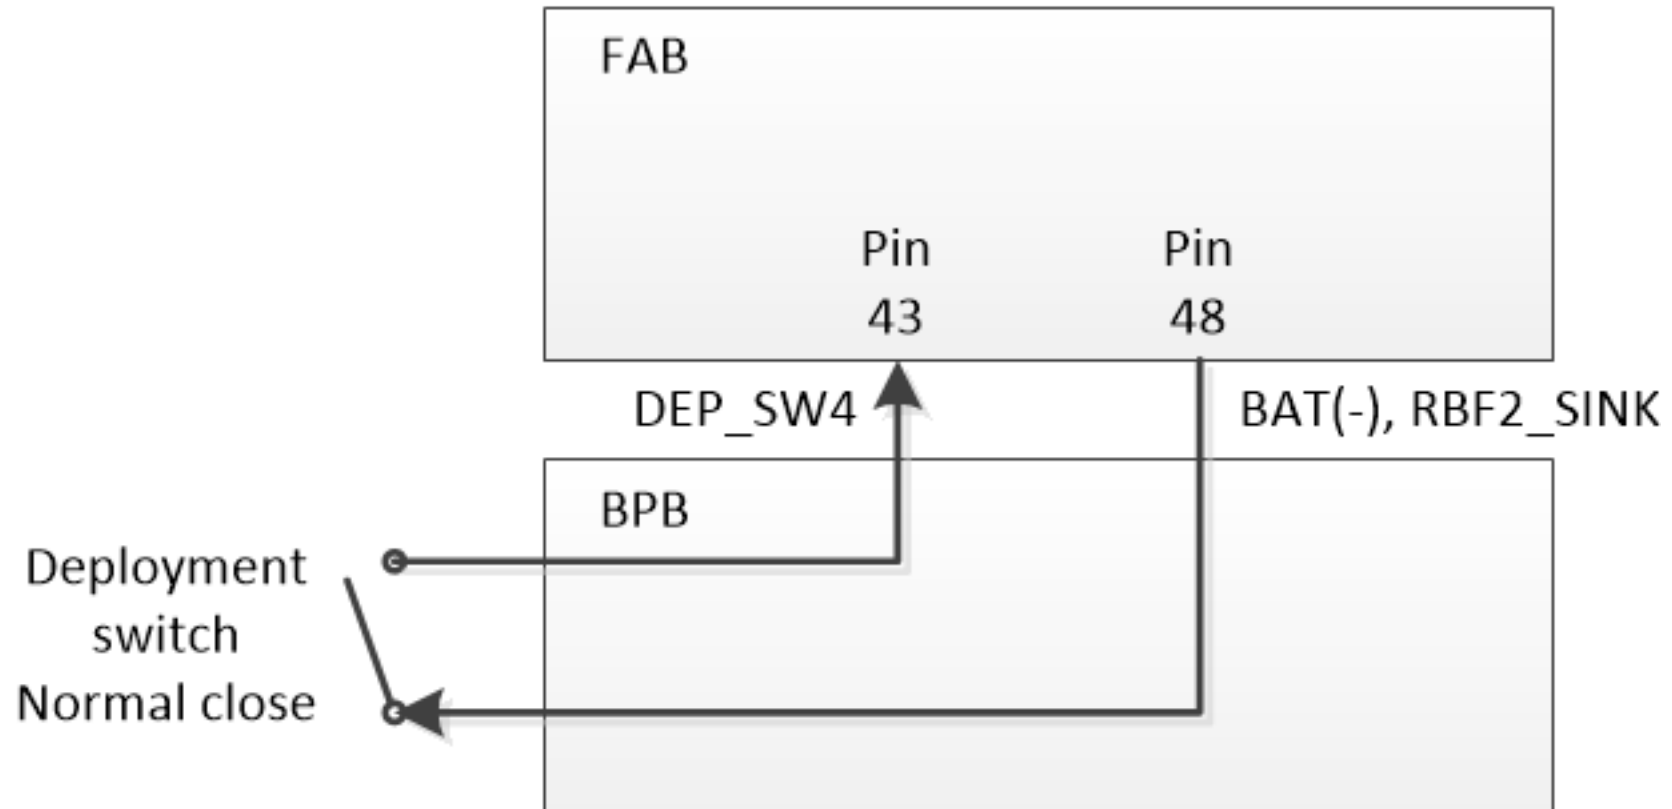 FAB
Pin
43
Pin
48
DEP_SW4
BAT(-), RBF2_SINK
BPB
Deployment
switch
Normal close